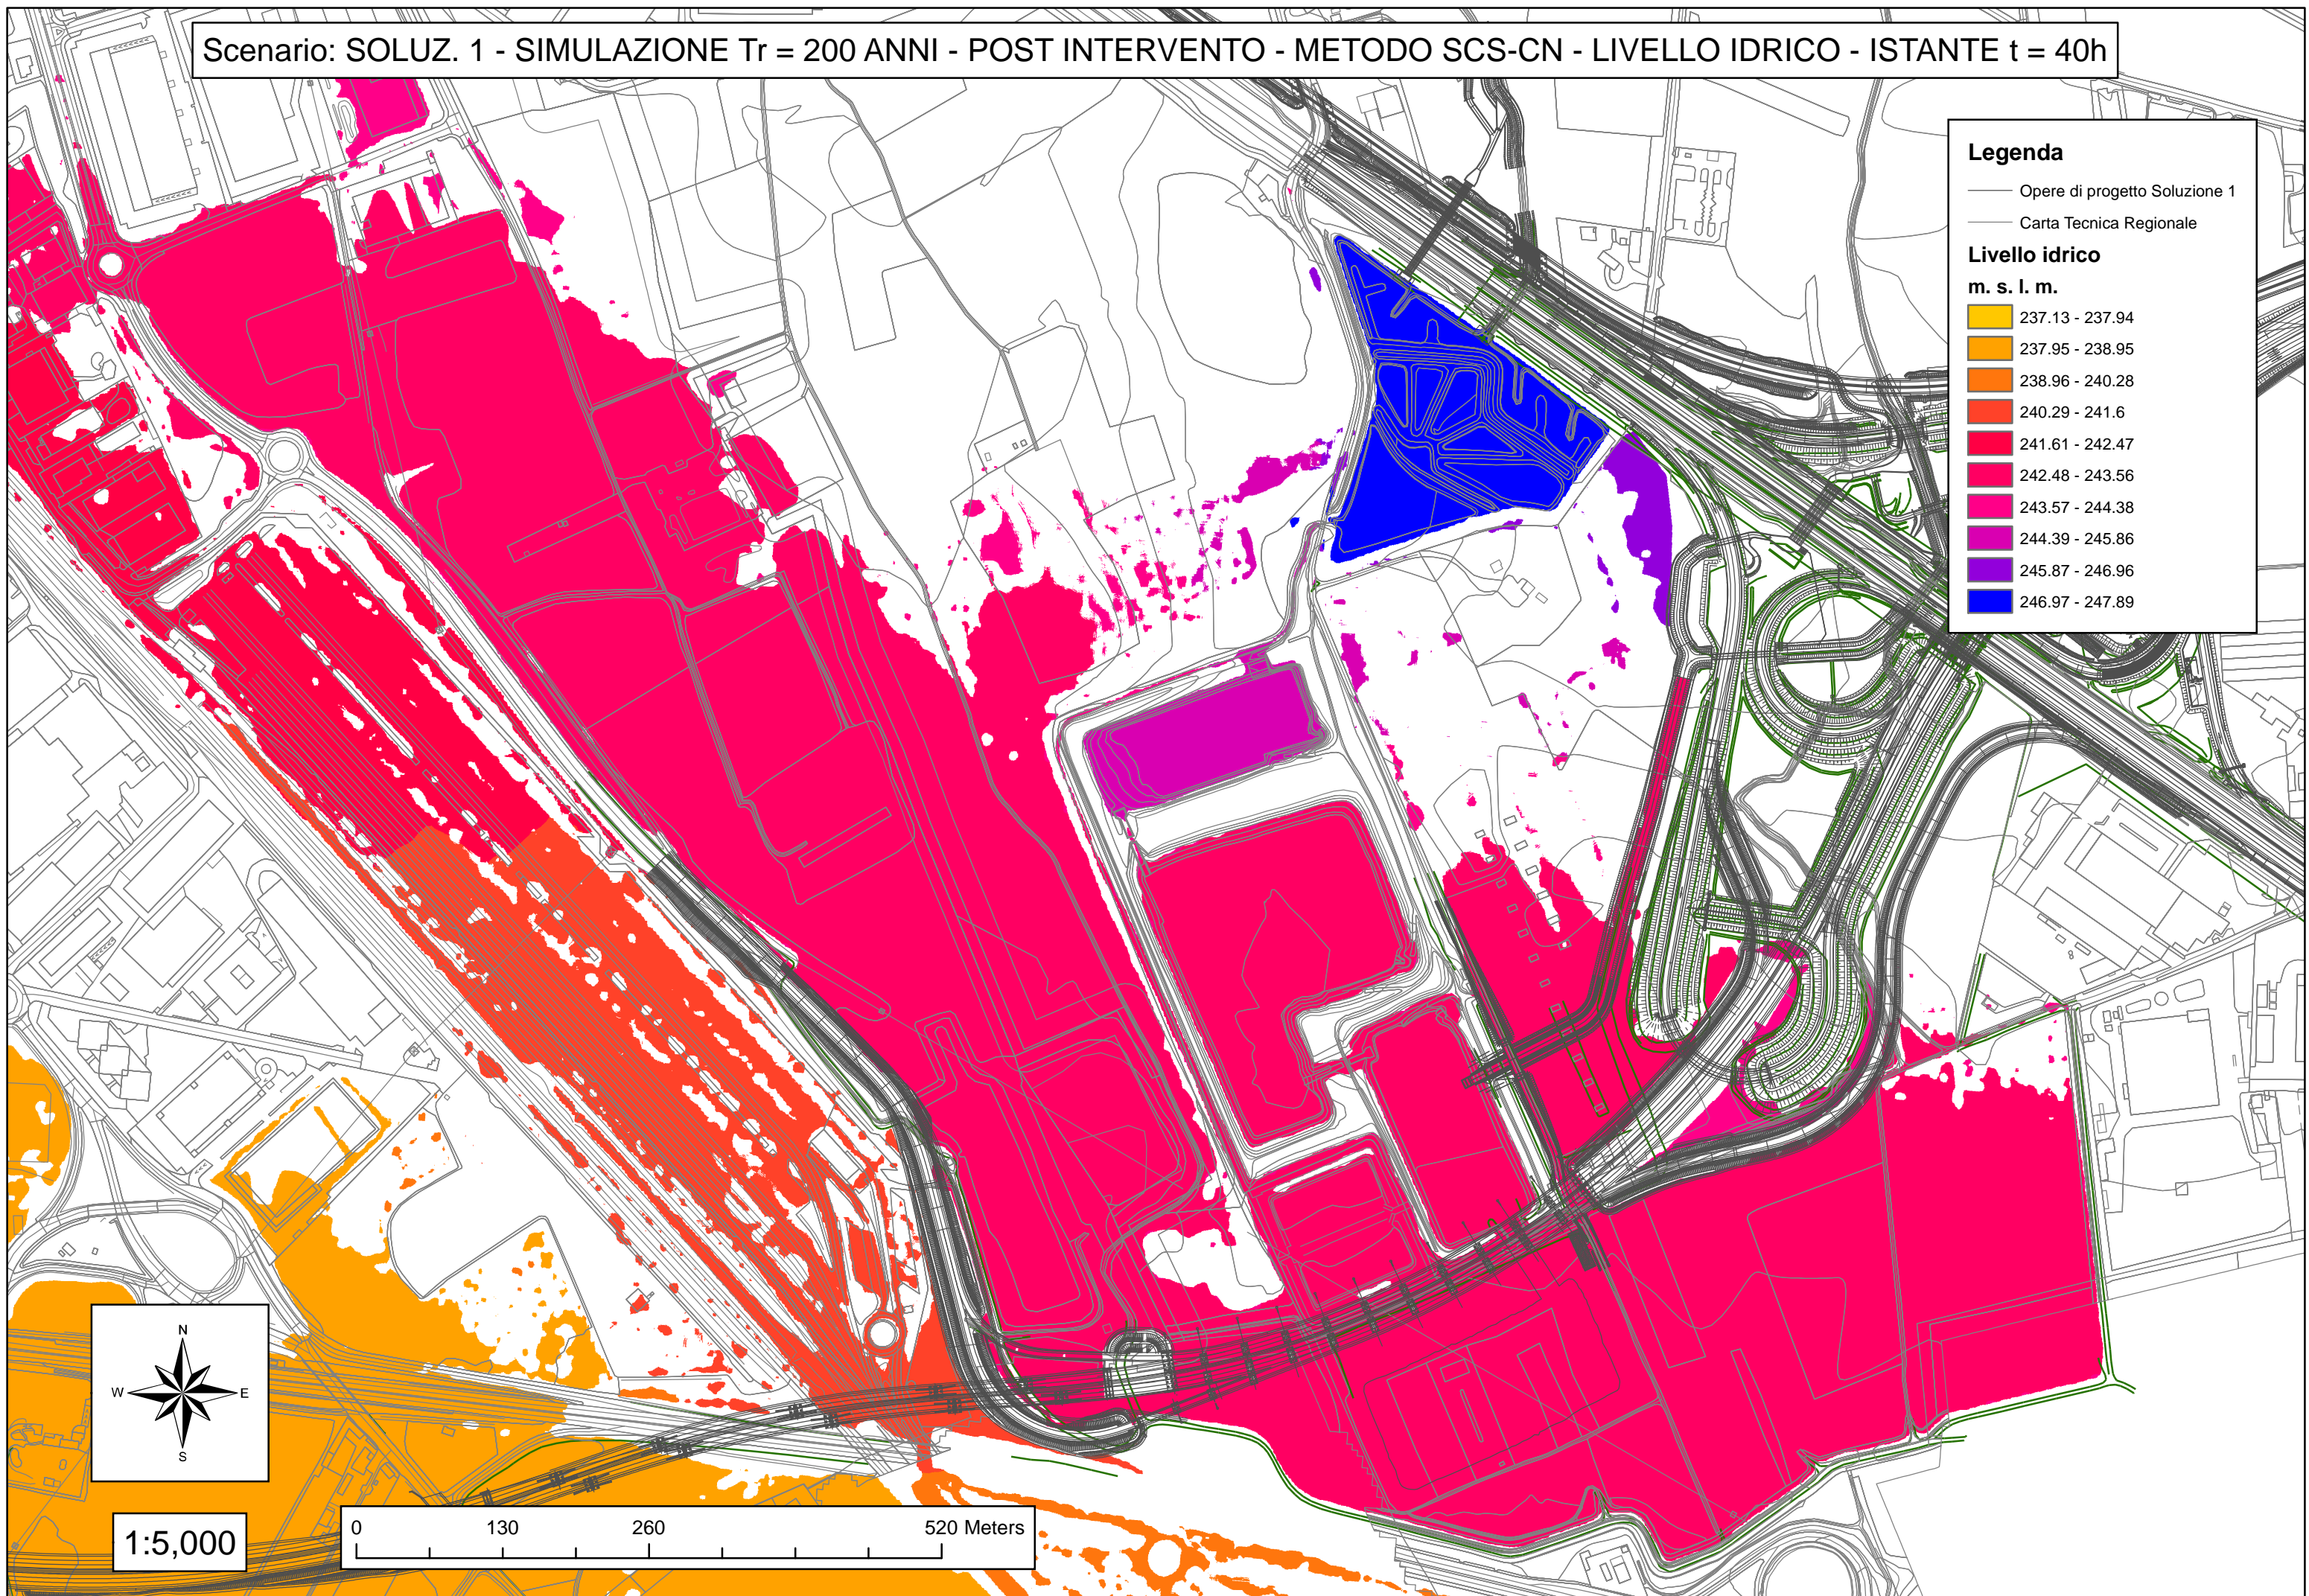 Scenario: SOLUZ. 1 - SIMULAZIONE Tr = 200 ANNI - POST INTERVENTO - METODO SCS-CN - LIVELLO IDRICO - ISTANTE t = 40h
Legenda
Opere di progetto Soluzione 1
Carta Tecnica Regionale
Livello idrico
m. s. l. m.
237.13 - 237.94
237.95 - 238.95
238.96 - 240.28
240.29 - 241.6
241.61 - 242.47
242.48 - 243.56
243.57 - 244.38
244.39 - 245.86
245.87 - 246.96
246.97 - 247.89
N
W E
S
1:5,000
0 130 260 520 Meters